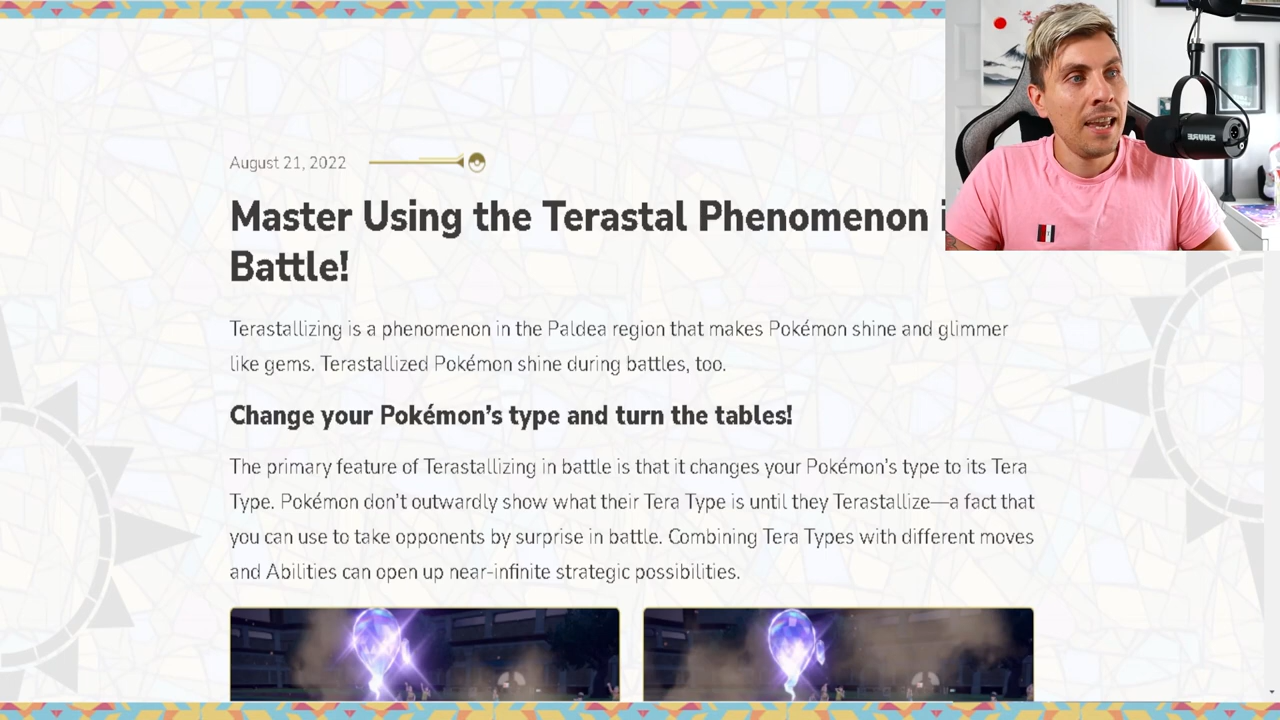 August 21, 2022
Master Using the Terastal Phenomenon
Battle!
Terastallizing is a phenomenon in the Paldea region that makes Pokémon shine and glimmer
like gems. Terastallized Pokémon shine during battles, too.
Change your Pokémon’s type and turn the tables!
The primary feature of Terastallizing in battle is that it changes your Pokémon’s type to its Tera
Type. Pokémon don’t outwardly show what their Tera Type is until they Terastallize—a fact that
you can use to take opponents by surprise in battle. Combining Tera Types with different moves
and Abilities can open up near-infinite strategic possibilities.
SHURE